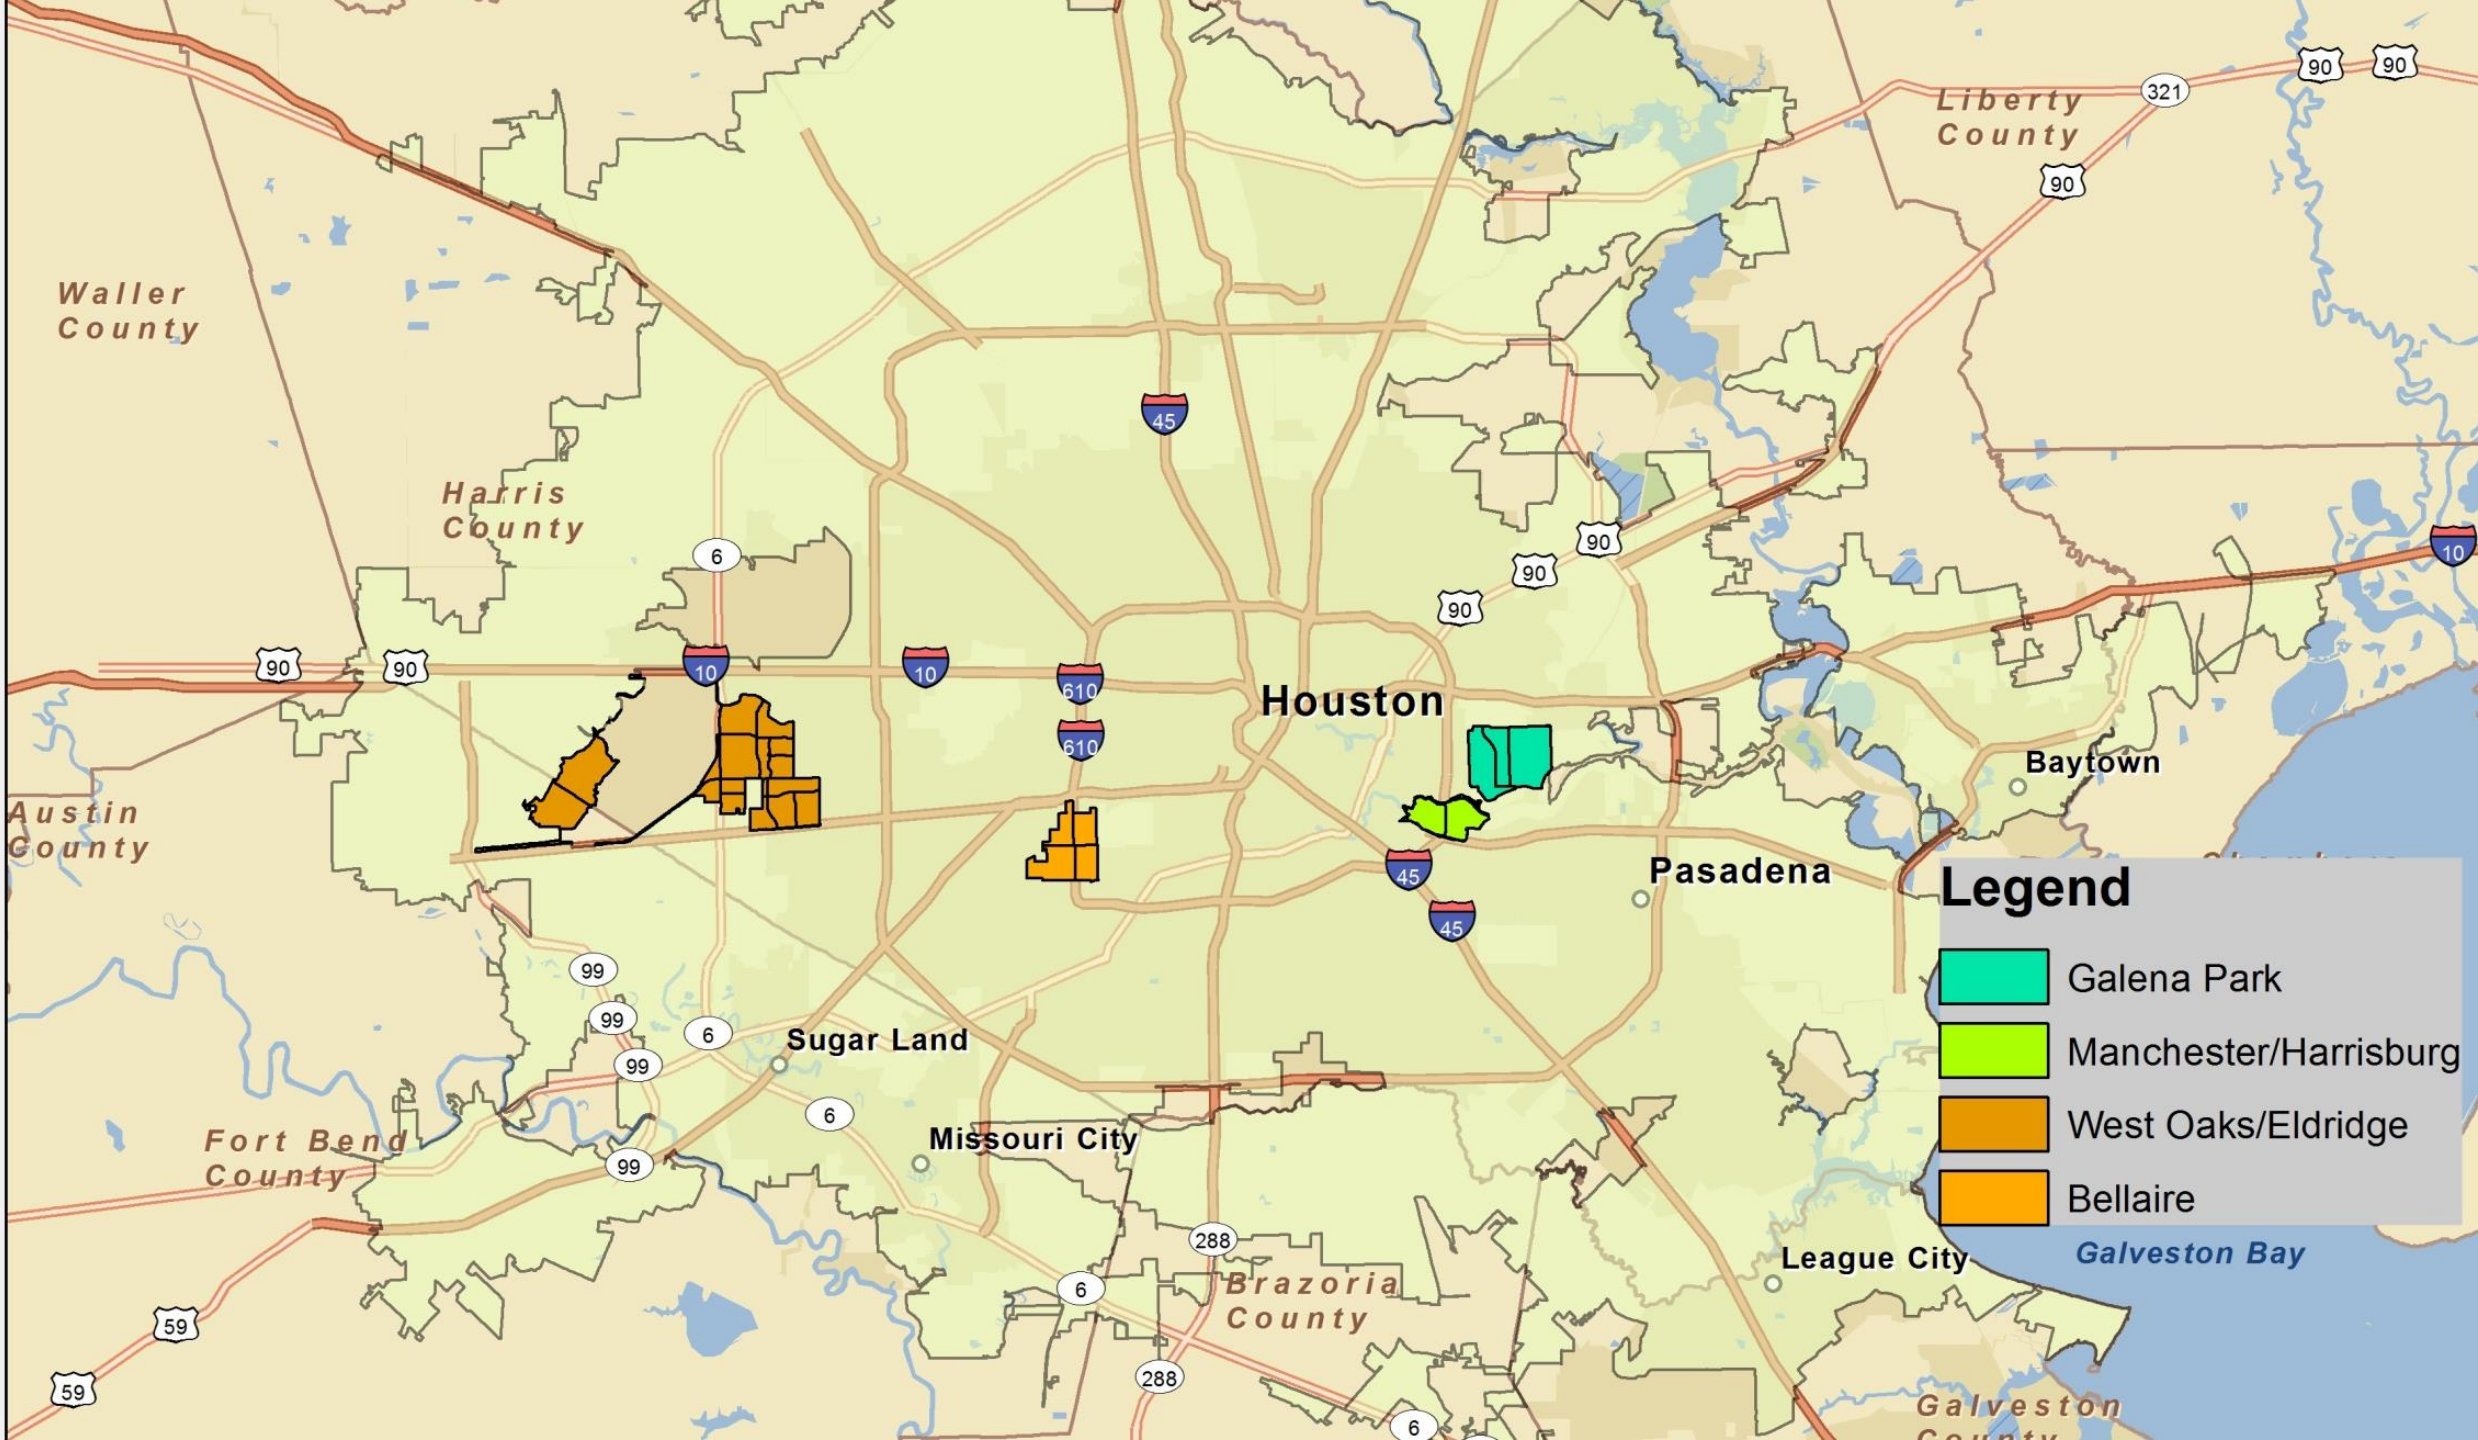 90
90
321
Liberty
County
90
Waller
County
45
Harris
County
90
10
6
90
90
90
90
10
10
610
Houston
610
Baytown
Austin
County
Pasadena
45
45
Legend
Galena Park
Manchester/Harrisburg
West Oaks/Eldridge
Bellaire
99
99
6
Sugar Land
99
6
Missouri City
Fort Bend
County
99
288
League City
Galveston Bay
6
Brazoria
County
59
288
59
6
Galveston
County